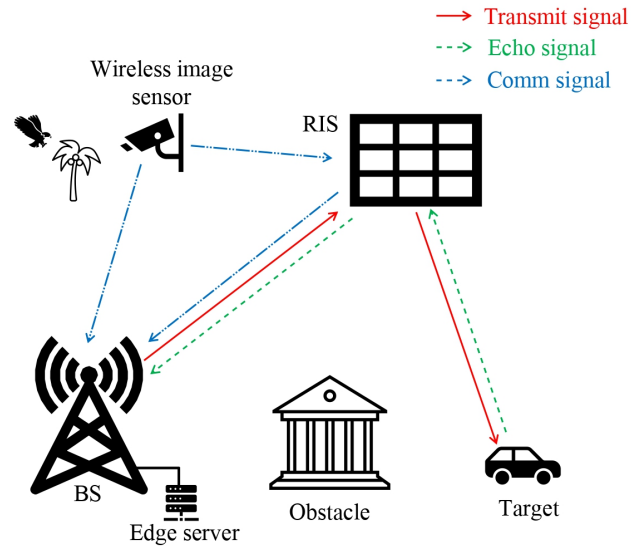 Transmit signal
Echo signal
Comm signal
Wireless image
sensor
RIS
BS
Edge server
Obstacle
Target